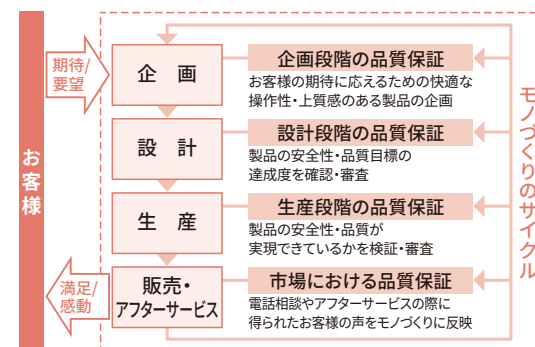 お客様
期待/
要望
企 画
企画段階の品質保証
お客様の期待に応えるための快適な
操作性・上質感のある製品の企画
設 計
設計段階の品質保証
製品の安全性・品質目標の
達成度を確認・審査
生 産
生産段階の品質保証
製品の安全性・品質が
実現できているかを検証・審査
満足/
感動
販売・
アフターサービス
市場における品質保証
電話相談やアフターサービスの際に
得られたお客様の声をモノづくりに反映
モノづくりのサイクル